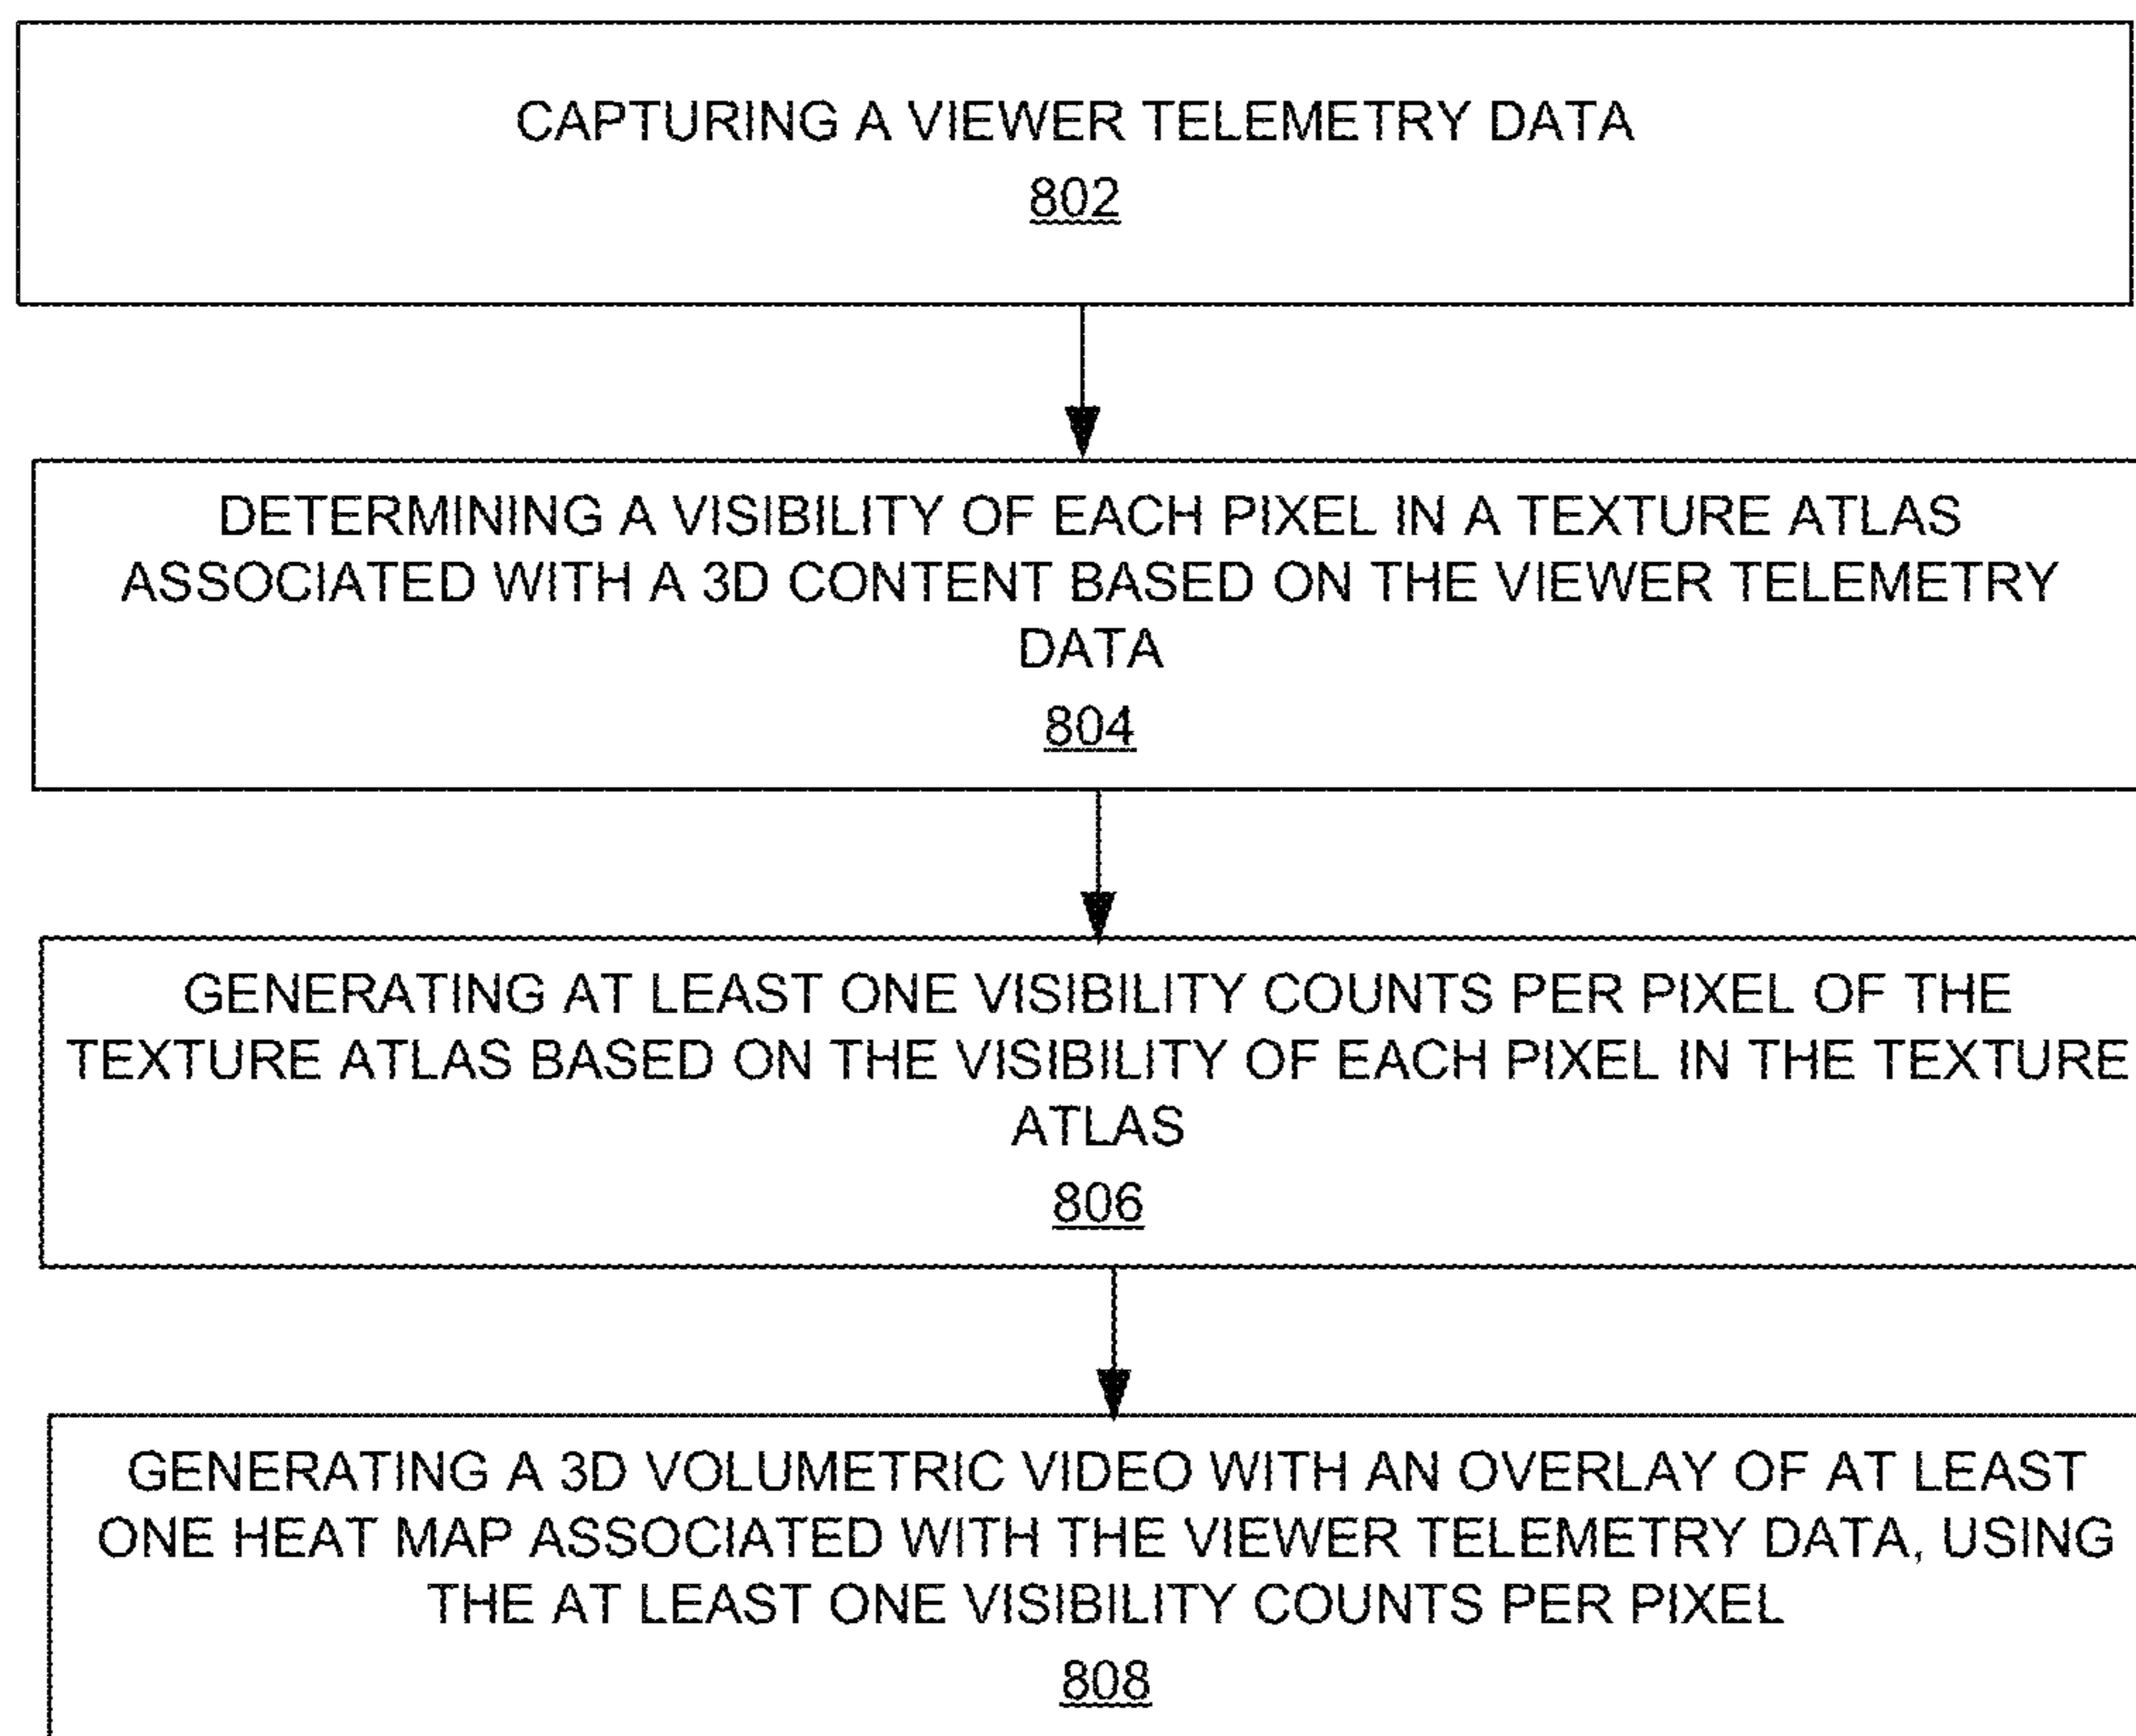 CAPTURING A VIEWER TELEMETRY DATA
802
DETERMINING A VISIBILITY OF EACH PIXEL IN A TEXTURE ATLAS
ASSOCIATED WITH A 3D CONTENT BASED ON THE VIEWER TELEMETRY
DATA
804
GENERATING AT LEAST ONE VISIBILITY COUNTS PER PIXEL OF THE
TEXTURE ATLAS BASED ON THE VISIBILITY OF EACH PIXEL IN THE TEXTURE
ATLAS
806
GENERATING A 3D VOLUMETRIC VIDEO WITH AN OVERLAY OF AT LEAST
ONE HEAT MAP ASSOCIATED WITH THE VIEWER TELEMETRY DATA, USING
THE AT LEAST ONE VISIBILITY COUNTS PER PIXEL
808